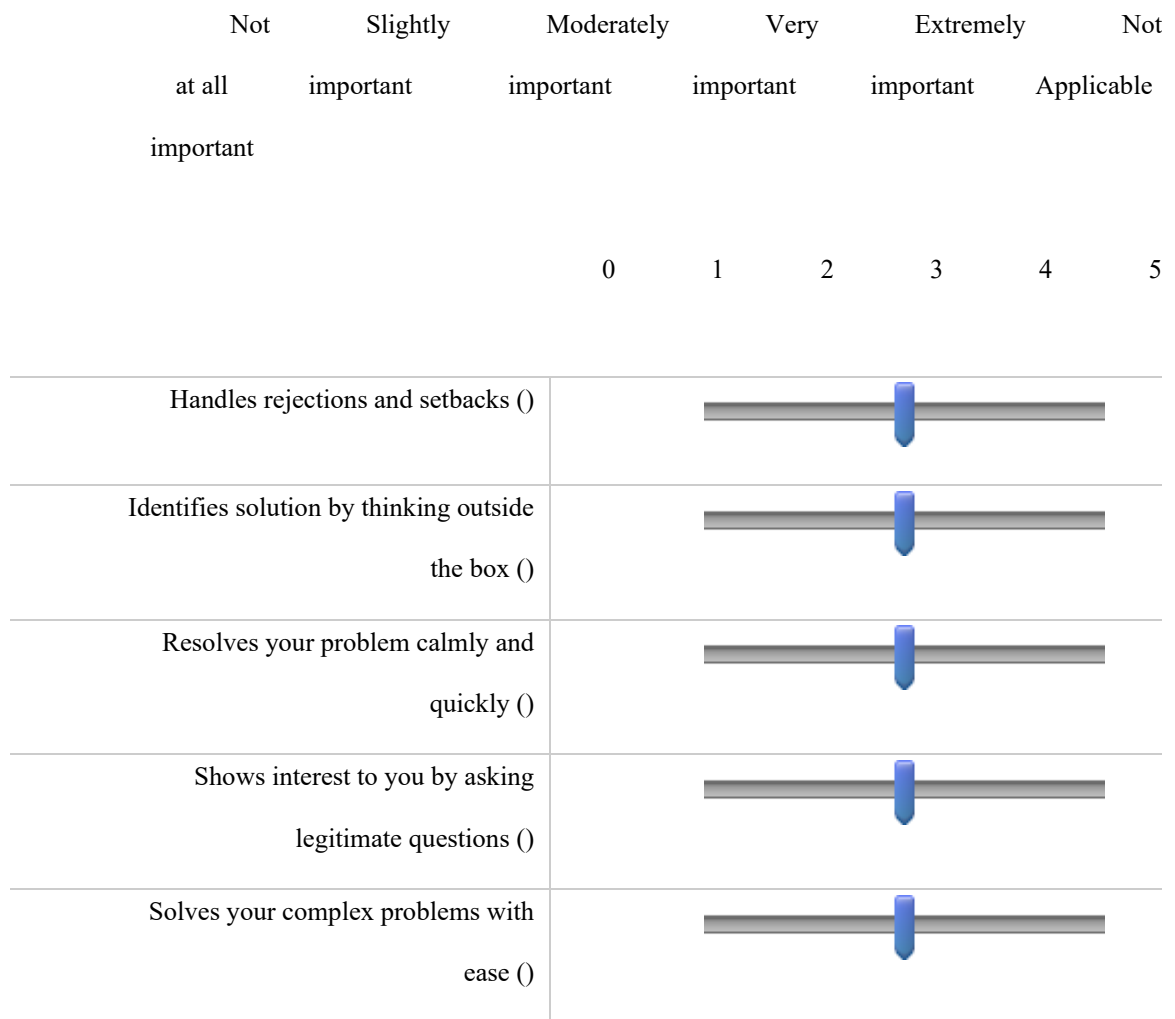 Not Slightly Moderately Very Extremely Not
at all important important important important Applicable
important
0 1 2 3 4 5
Handles rejections and setbacks ()
Identifies solution by thinking outside
the box ()
Resolves your problem calmly and
quickly ()
Shows interest to you by asking
legitimate questions ()
Solves your complex problems with
ease ()